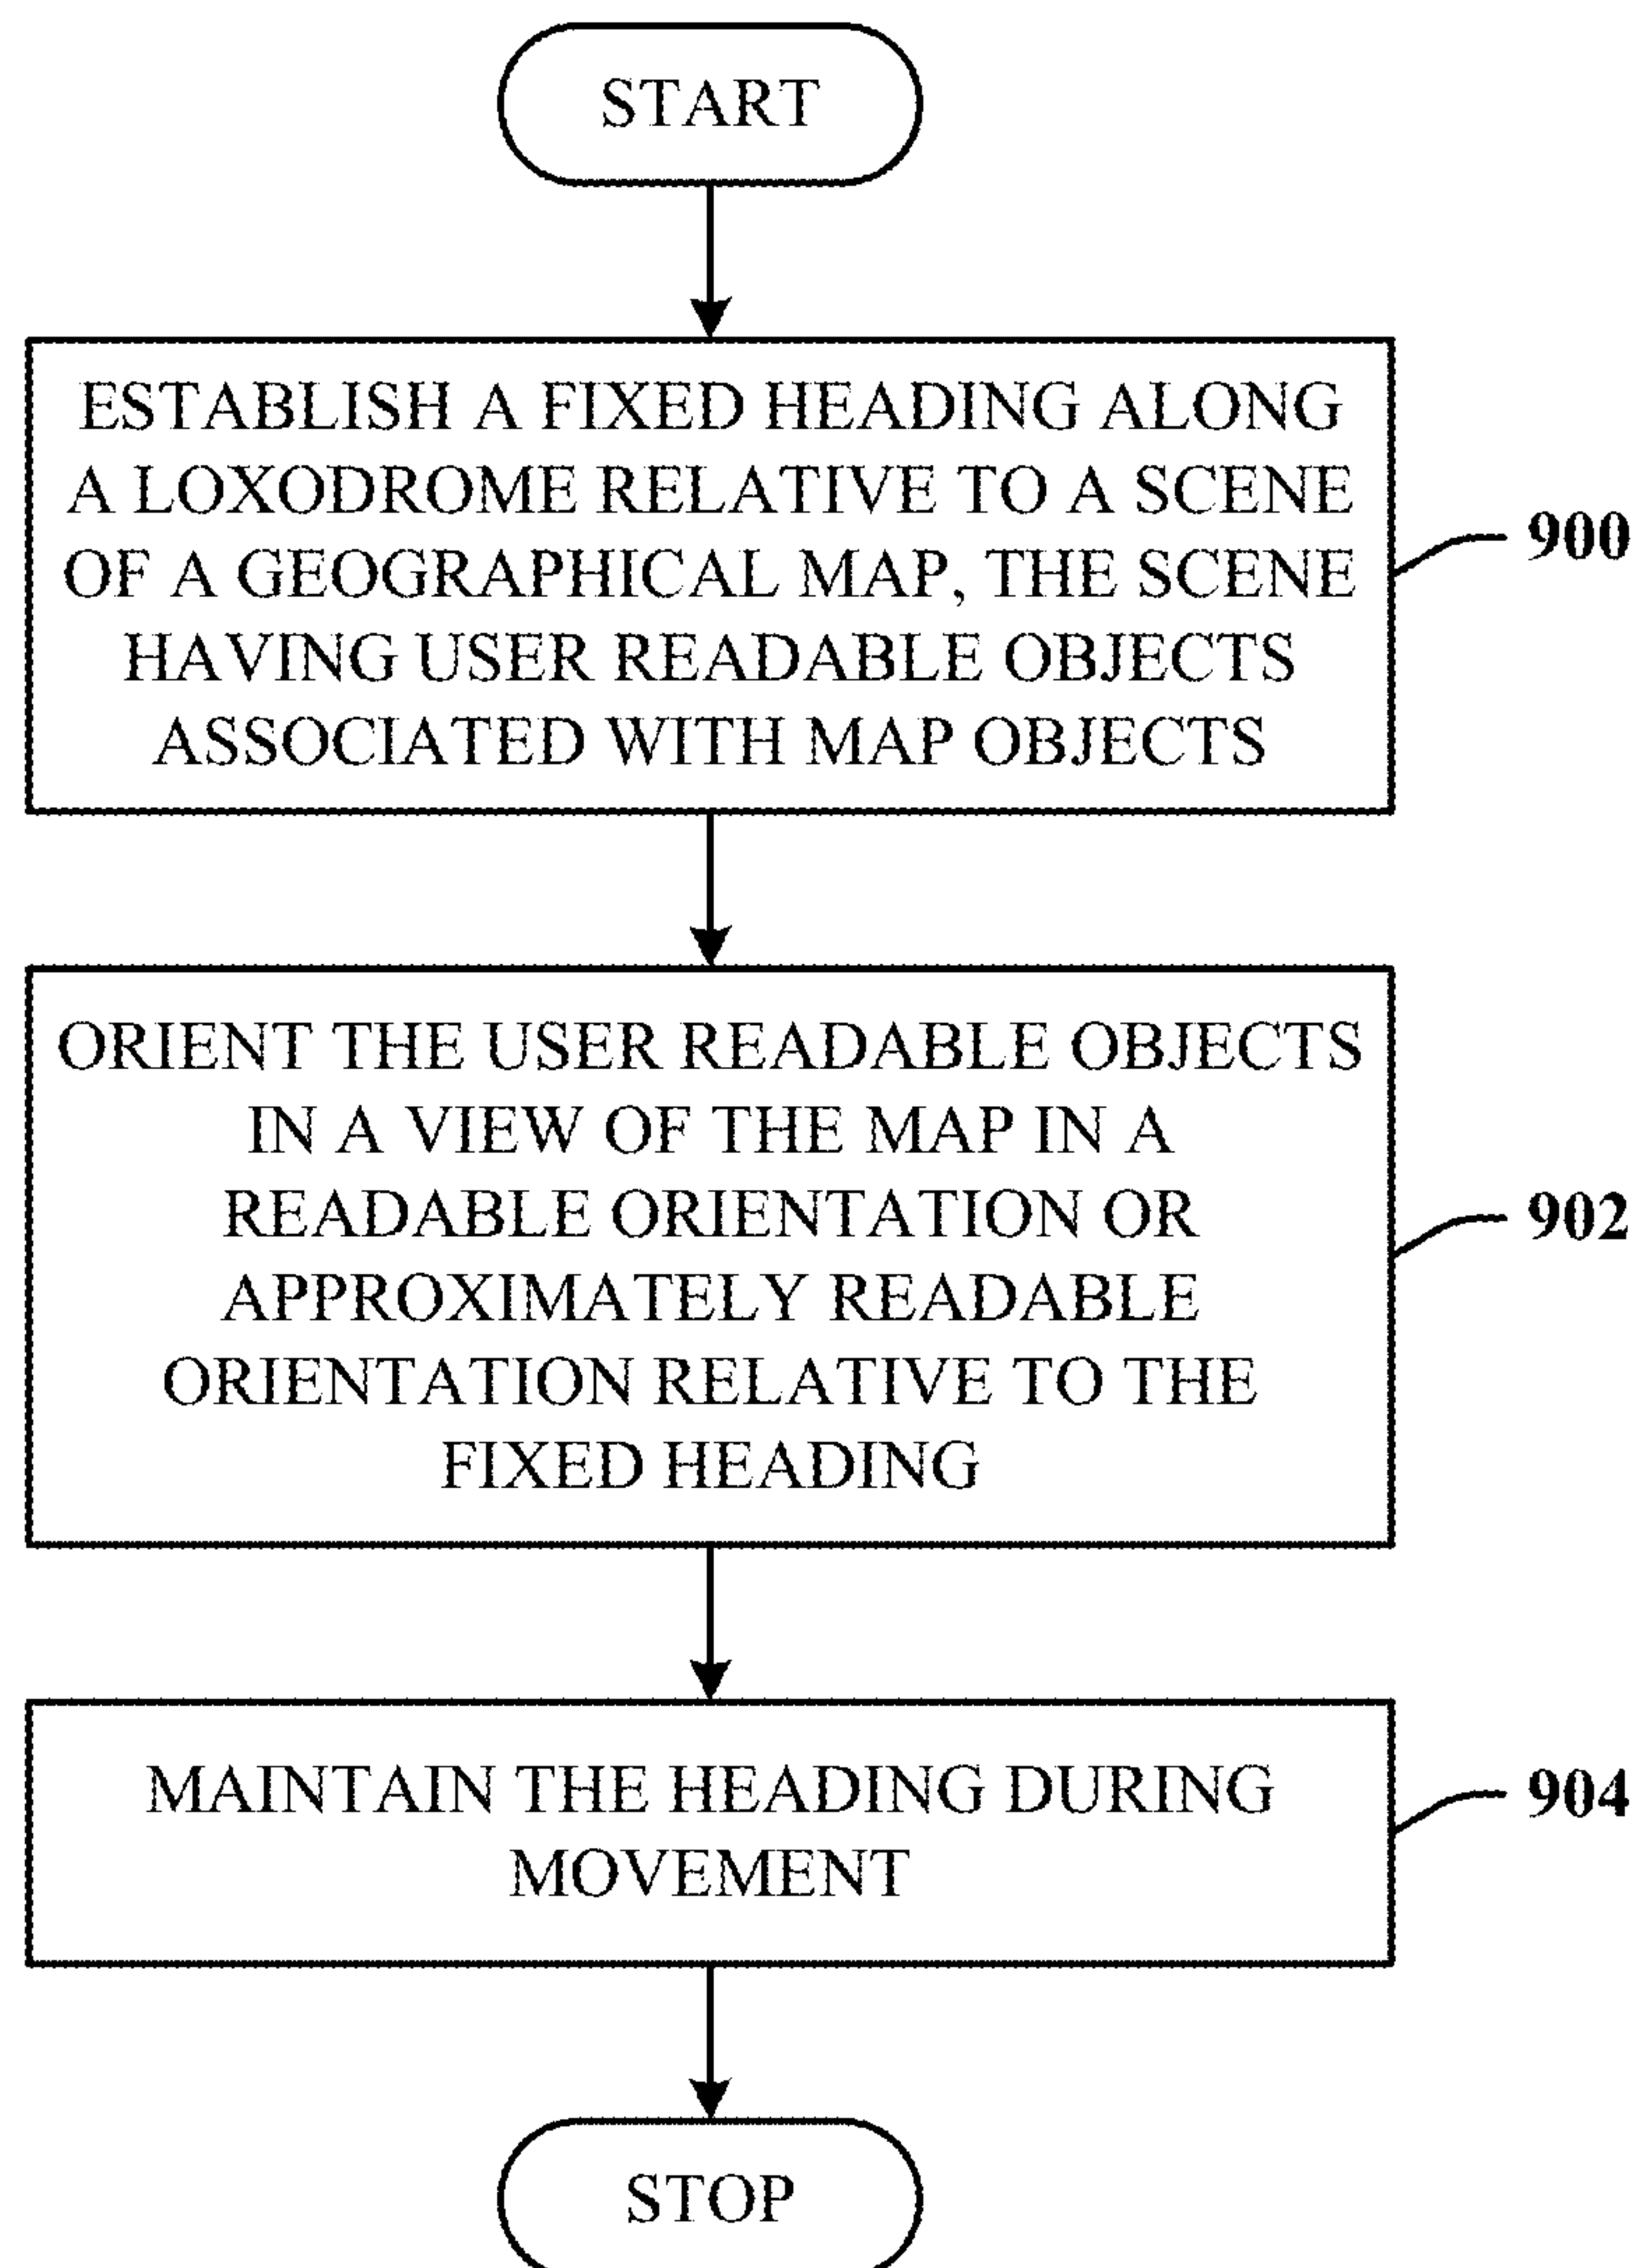 START
ESTABLISH A FIXED HEADING ALONG
A LOXODROME RELATIVE TO A SCENE
OF A GEOGRAPHICAL MAP, THE SCENE
HAVING USER READABLE OBJECTS
ASSOCIATED WITH MAP OBJECTS
900
ORIENT THE USER READABLE OBJECTS
IN A VIEW OF THE MAP IN A
READABLE ORIENTATION OR
APPROXIMATELY READABLE
ORIENTATION RELATIVE TO THE
FIXED HEADING
902
MAINTAIN THE HEADING DURING
MOVEMENT
904
STOP